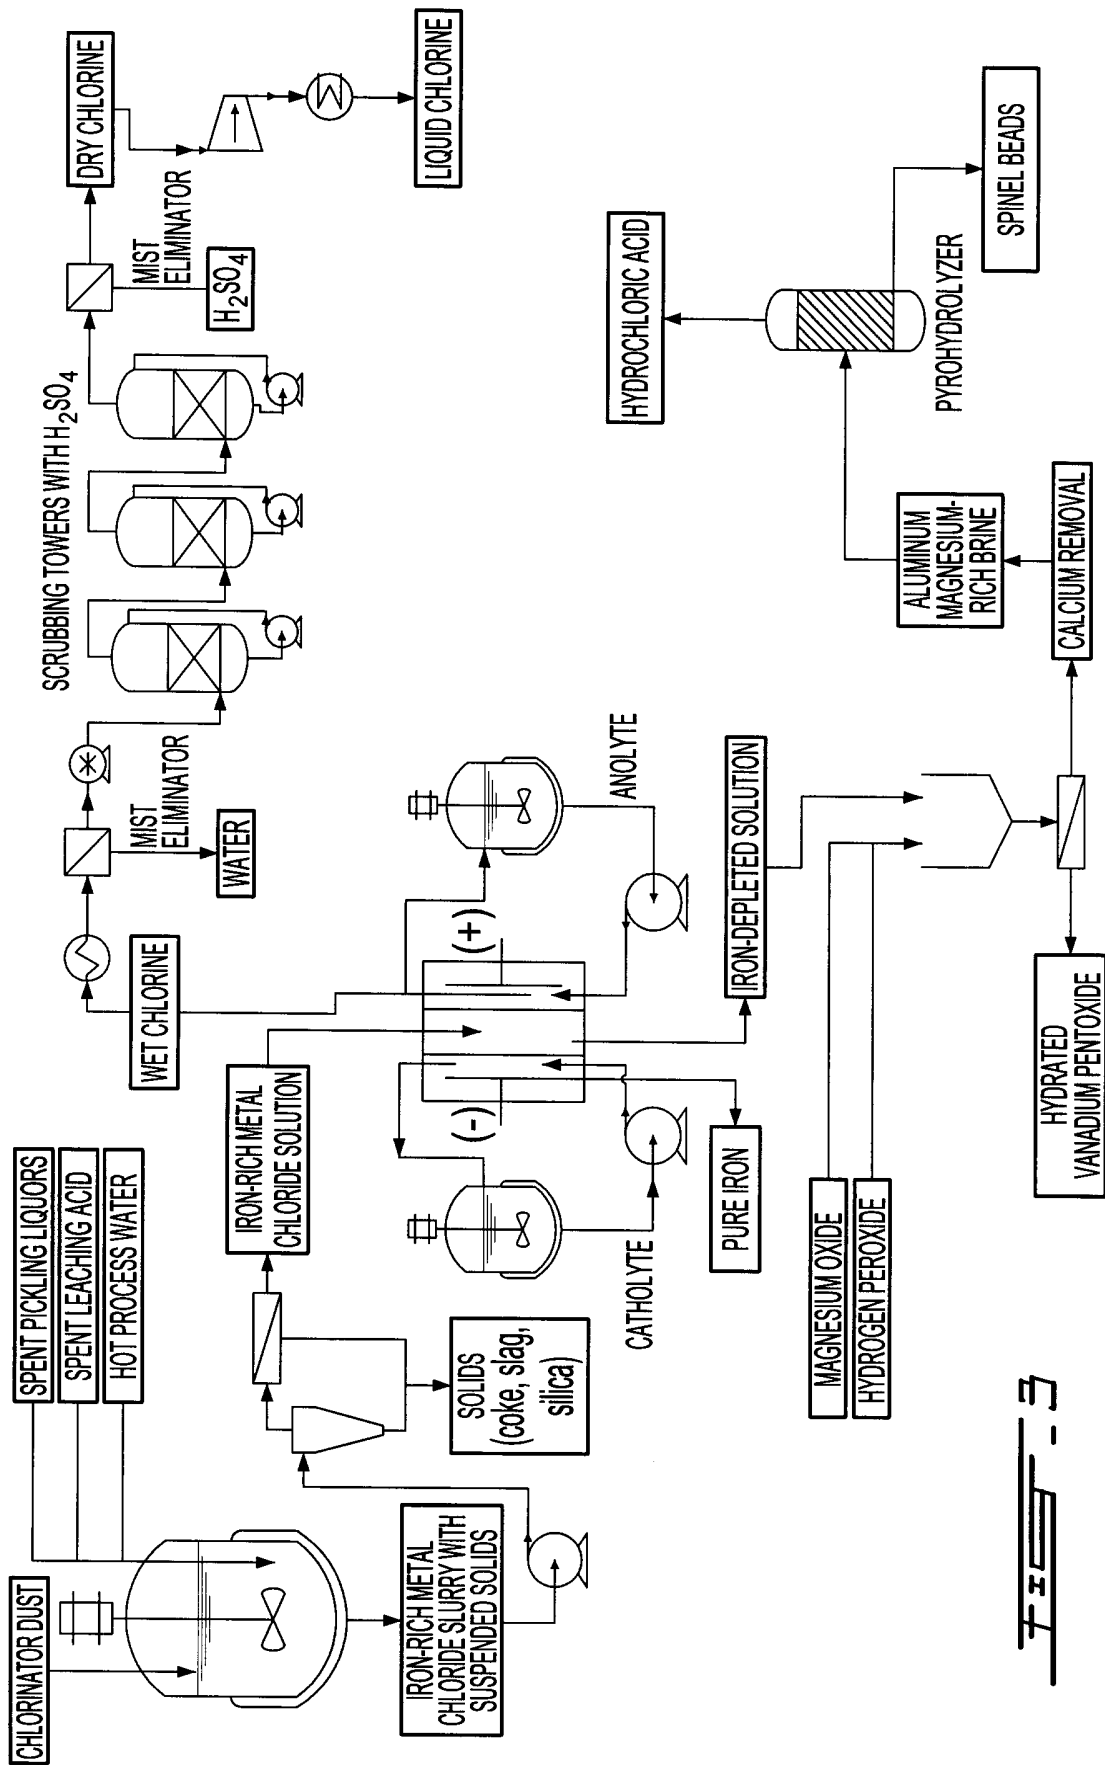 CHLORINATOR DUST
SPENT PICKLING LIQUORS
SPENT LEACHING ACID
HOT PROCESS WATER
IRON-RICH METAL
CHLORIDE SLURRY WITH
SUSPENDED SOLIDS
SOLIDS
(coke, slag,
silica)
IRON-RICH METAL
CHLORIDE SOLUTION
WET CHLORINE
MIST
ELIMINATOR
WATER
SCRUBBING TOWERS WITH H₂SO₄
MIST
ELIMINATOR
H₂SO₄
DRY CHLORINE
LIQUID CHLORINE
(-)
(+)
CATHOLYTE
ANOLYTE
PURE IRON
IRON-DEPLETED SOLUTION
MAGNESIUM OXIDE
HYDROGEN PEROXIDE
HYDRATED
VANADIUM PENTOXIDE
CALCIUM REMOVAL
ALUMINUM
MAGNESIUM-
RICH BRINE
HYDROCHLORIC ACID
PYROHYDROLYZER
SPINEL BEADS
FIG-3